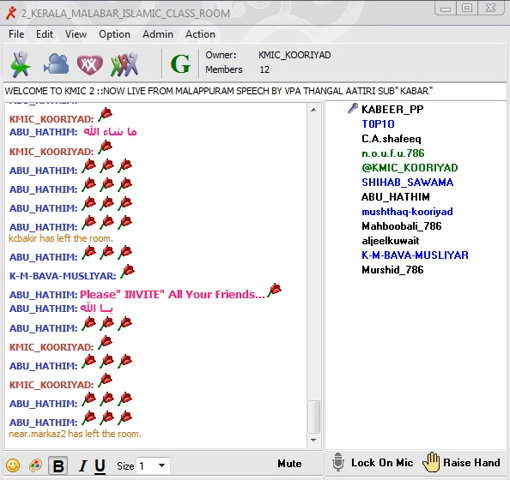 2_KERALA_MALABAR_ISLAMIC_CLASS_ROOM
File Edit View Option Admin Action
G Owner: KMIC_KOORIYAD
Members 12
WELCOME TO KMIC 2 ::NOW LIVE FROM MALAPPURAM SPEECH BY VPA THANGAL AATIRI SUB" KABAR"
KMIC_KOORIYAD:
ABU_HATHIM: ما شاء الله
KMIC_KOORIYAD:
ABU_HATHIM:
ABU_HATHIM:
ABU_HATHIM:
ABU_HATHIM:
kcbakir has left the room.
ABU_HATHIM:
K-M-BAVA-MUSLIYAR:
ABU_HATHIM: Please" INVITE" All Your Friends...
ABU_HATHIM: يا الله
ABU_HATHIM:
KMIC_KOORIYAD:
ABU_HATHIM:
KMIC_KOORIYAD:
ABU_HATHIM:
ABU_HATHIM:
near.markaz2 has left the room.
KABEER_PP
T0P1O
C.A.shafeeq
n.o.u.f.u.786
@KMIC_KOORIYAD
SHIHAB_SAWAMA
ABU_HATHIM
mushthaq-kooriyad
Mahboobali_786
aljeelkuwait
K-M-BAVA-MUSLIYAR
Murshid_786
B I U Size 1 Mute Lock On Mic Raise Hand